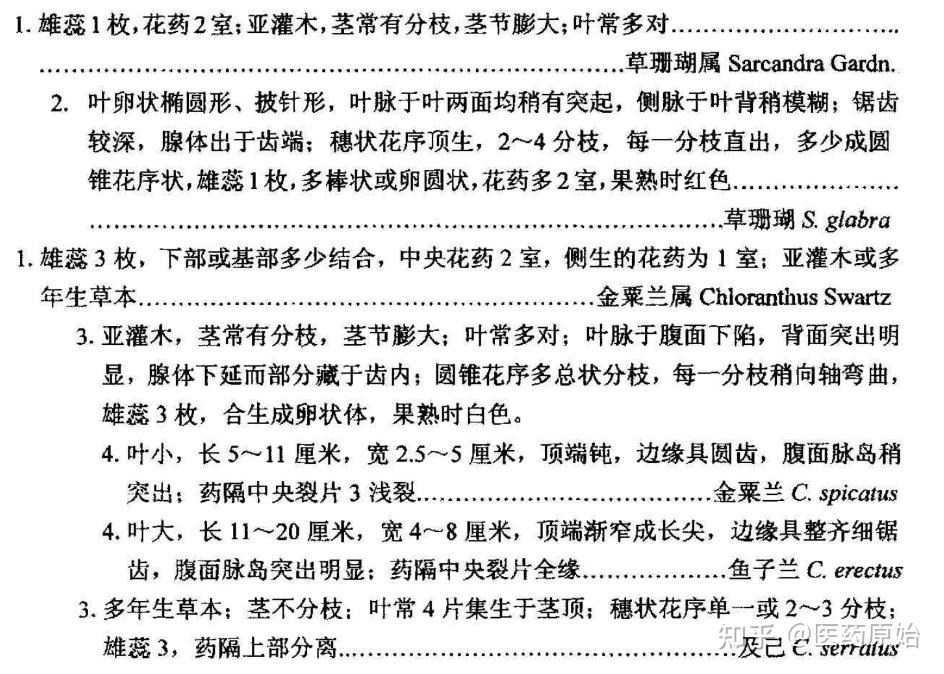 1. 雄蕊1枚,花药2室;亚灌木,茎常有分枝,茎节膨大;叶常多对……………………
……………………………………………………………草珊瑚属 Sarcandra Gardn.
2. 叶卵状椭圆形、披针形，叶脉于叶两面均稍有突起，侧脉于叶背稍模糊；锯齿
较深，腺体出于齿端；穗状花序顶生，2～4分枝，每一分枝直出，多少成圆
锥花序状,雄蕊1枚,多棒状或卵圆状,花药多2室,果熟时红色………………
……………………………………………………………草珊瑚 S. glabra
1. 雄蕊3枚，下部或基部多少结合，中央花药2室，侧生的花药为1室；亚灌木或多
年生草本………………………………………………金粟兰属 Chloranthus Swartz
3. 亚灌木，茎常有分枝，茎节膨大；叶常多对；叶脉于腹面下陷，背面突出明
显，腺体下延而部分藏于齿内；圆锥花序多总状分枝，每一分枝稍向轴弯曲，
雄蕊3枚，合生成卵状体，果熟时白色。
4. 叶小，长5～11厘米，宽2.5～5厘米，顶端钝，边缘具圆齿，腹面脉岛稍
突出；药隔中央裂片3浅裂……………………………金粟兰 C. spicatus
4. 叶大，长11～20厘米，宽4～8厘米，顶端渐窄成长尖，边缘具整齐细锯
齿，腹面脉岛突出明显；药隔中央裂片全缘………………鱼子兰 C. erectus
3. 多年生草本；茎不分枝；叶常4片集生于茎顶；穗状花序单一或2～3分枝；
雄蕊3，药隔上部分离……………………………………………及己 C. serratus
知乎 @医药原始